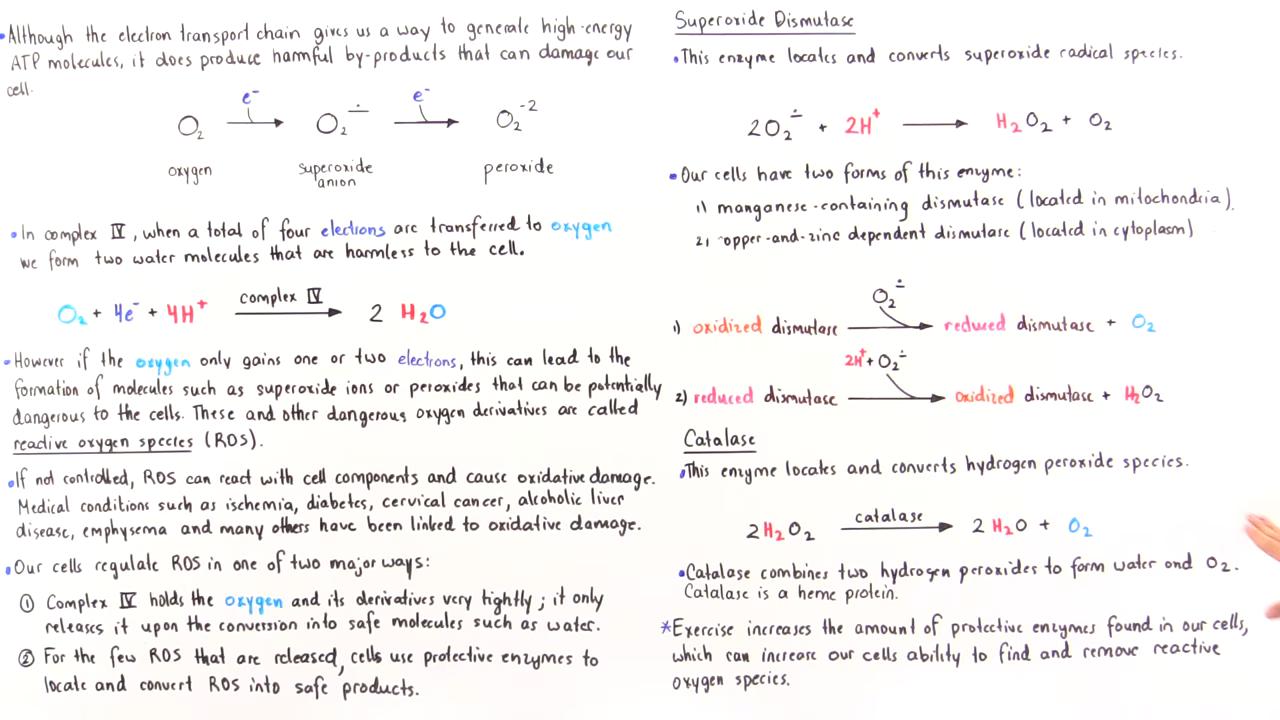 •Although the electron transport chain gives us a way to generate high-energy
ATP molecules, it does produce harmful by-products that can damage our
cell.
e⁻ e⁻
O₂ → O₂∸ → O₂⁻²
oxygen superoxide anion peroxide
•In complex IV, when a total of four electrons are transferred to oxygen
we form two water molecules that are harmless to the cell.
O₂ + 4e⁻ + 4H⁺ complex IV → 2 H₂O
•However if the oxygen only gains one or two electrons, this can lead to the
formation of molecules such as superoxide ions or peroxides that can be potentially
dangerous to the cells. These and other dangerous oxygen derivatives are called
reactive oxygen species (ROS).
•If not controlled, ROS can react with cell components and cause oxidative damage.
Medical conditions such as ischemia, diabetes, cervical cancer, alcoholic liver
disease, emphysema and many others have been linked to oxidative damage.
•Our cells regulate ROS in one of two major ways:
① Complex IV holds the oxygen and its derivatives very tightly; it only
releases it upon the conversion into safe molecules such as water.
② For the few ROS that are released, cells use protective enzymes to
locate and convert ROS into safe products.
Superoxide Dismutase
•This enzyme locates and converts superoxide radical species.
2O₂∸ + 2H⁺ → H₂O₂ + O₂
•Our cells have two forms of this enzyme:
1) manganese-containing dismutase (located in mitochondria).
2) opper-and-zinc dependent dismutase (located in cytoplasm)
O₂∸
1) oxidized dismutase → reduced dismutase + O₂
2H⁺+ O₂∸
2) reduced dismutase → oxidized dismutase + H₂O₂
Catalase
•This enzyme locates and converts hydrogen peroxide species.
2H₂O₂ catalase → 2 H₂O + O₂
•Catalase combines two hydrogen peroxides to form water and O₂.
Catalase is a heme protein.
*Exercise increases the amount of protective enzymes found in our cells,
which can increase our cells ability to find and remove reactive
oxygen species.